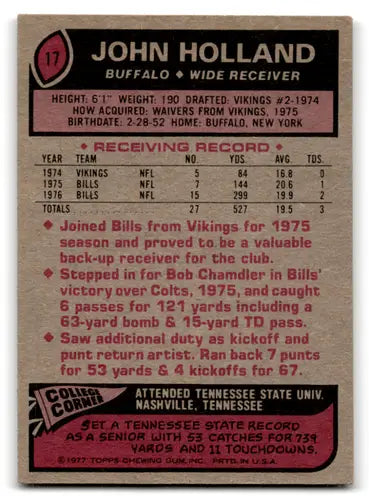 17
JOHN HOLLAND
BUFFALO ◆ WIDE RECEIVER
HEIGHT: 6'1" WEIGHT: 190 DRAFTED: VIKINGS #2-1974
HOW ACQUIRED: WAIVERS FROM VIKINGS, 1975
BIRTHDATE: 2-28-52 HOME: BUFFALO, NEW YORK
◆ RECEIVING RECORD ◆
YEAR TEAM NO. YDS. AVG. TDS.
1974 VIKINGS NFL 5 84 16.8 0
1975 BILLS NFL 7 144 20.6 1
1976 BILLS NFL 15 299 19.9 2
TOTALS 27 527 19.5 3
◆ Joined Bills from Vikings for 1975
season and proved to be a valuable
back-up receiver for the club.
◆ Stepped in for Bob Chandler in Bills'
victory over Colts, 1975, and caught
6 passes for 121 yards including a
63-yard bomb & 15-yard TD pass.
◆ Saw additional duty as kickoff and
punt return artist. Ran back 7 punts
for 53 yards & 4 kickoffs for 67.
COLLEGE
CORNER
ATTENDED TENNESSEE STATE UNIV.
NASHVILLE, TENNESSEE
SET A TENNESSEE STATE RECORD
AS A SENIOR WITH 53 CATCHES FOR 739
YARDS AND 11 TOUCHDOWNS.
©1977 TOPPS CHEWING GUM, INC. PRTD. IN U.S.A.